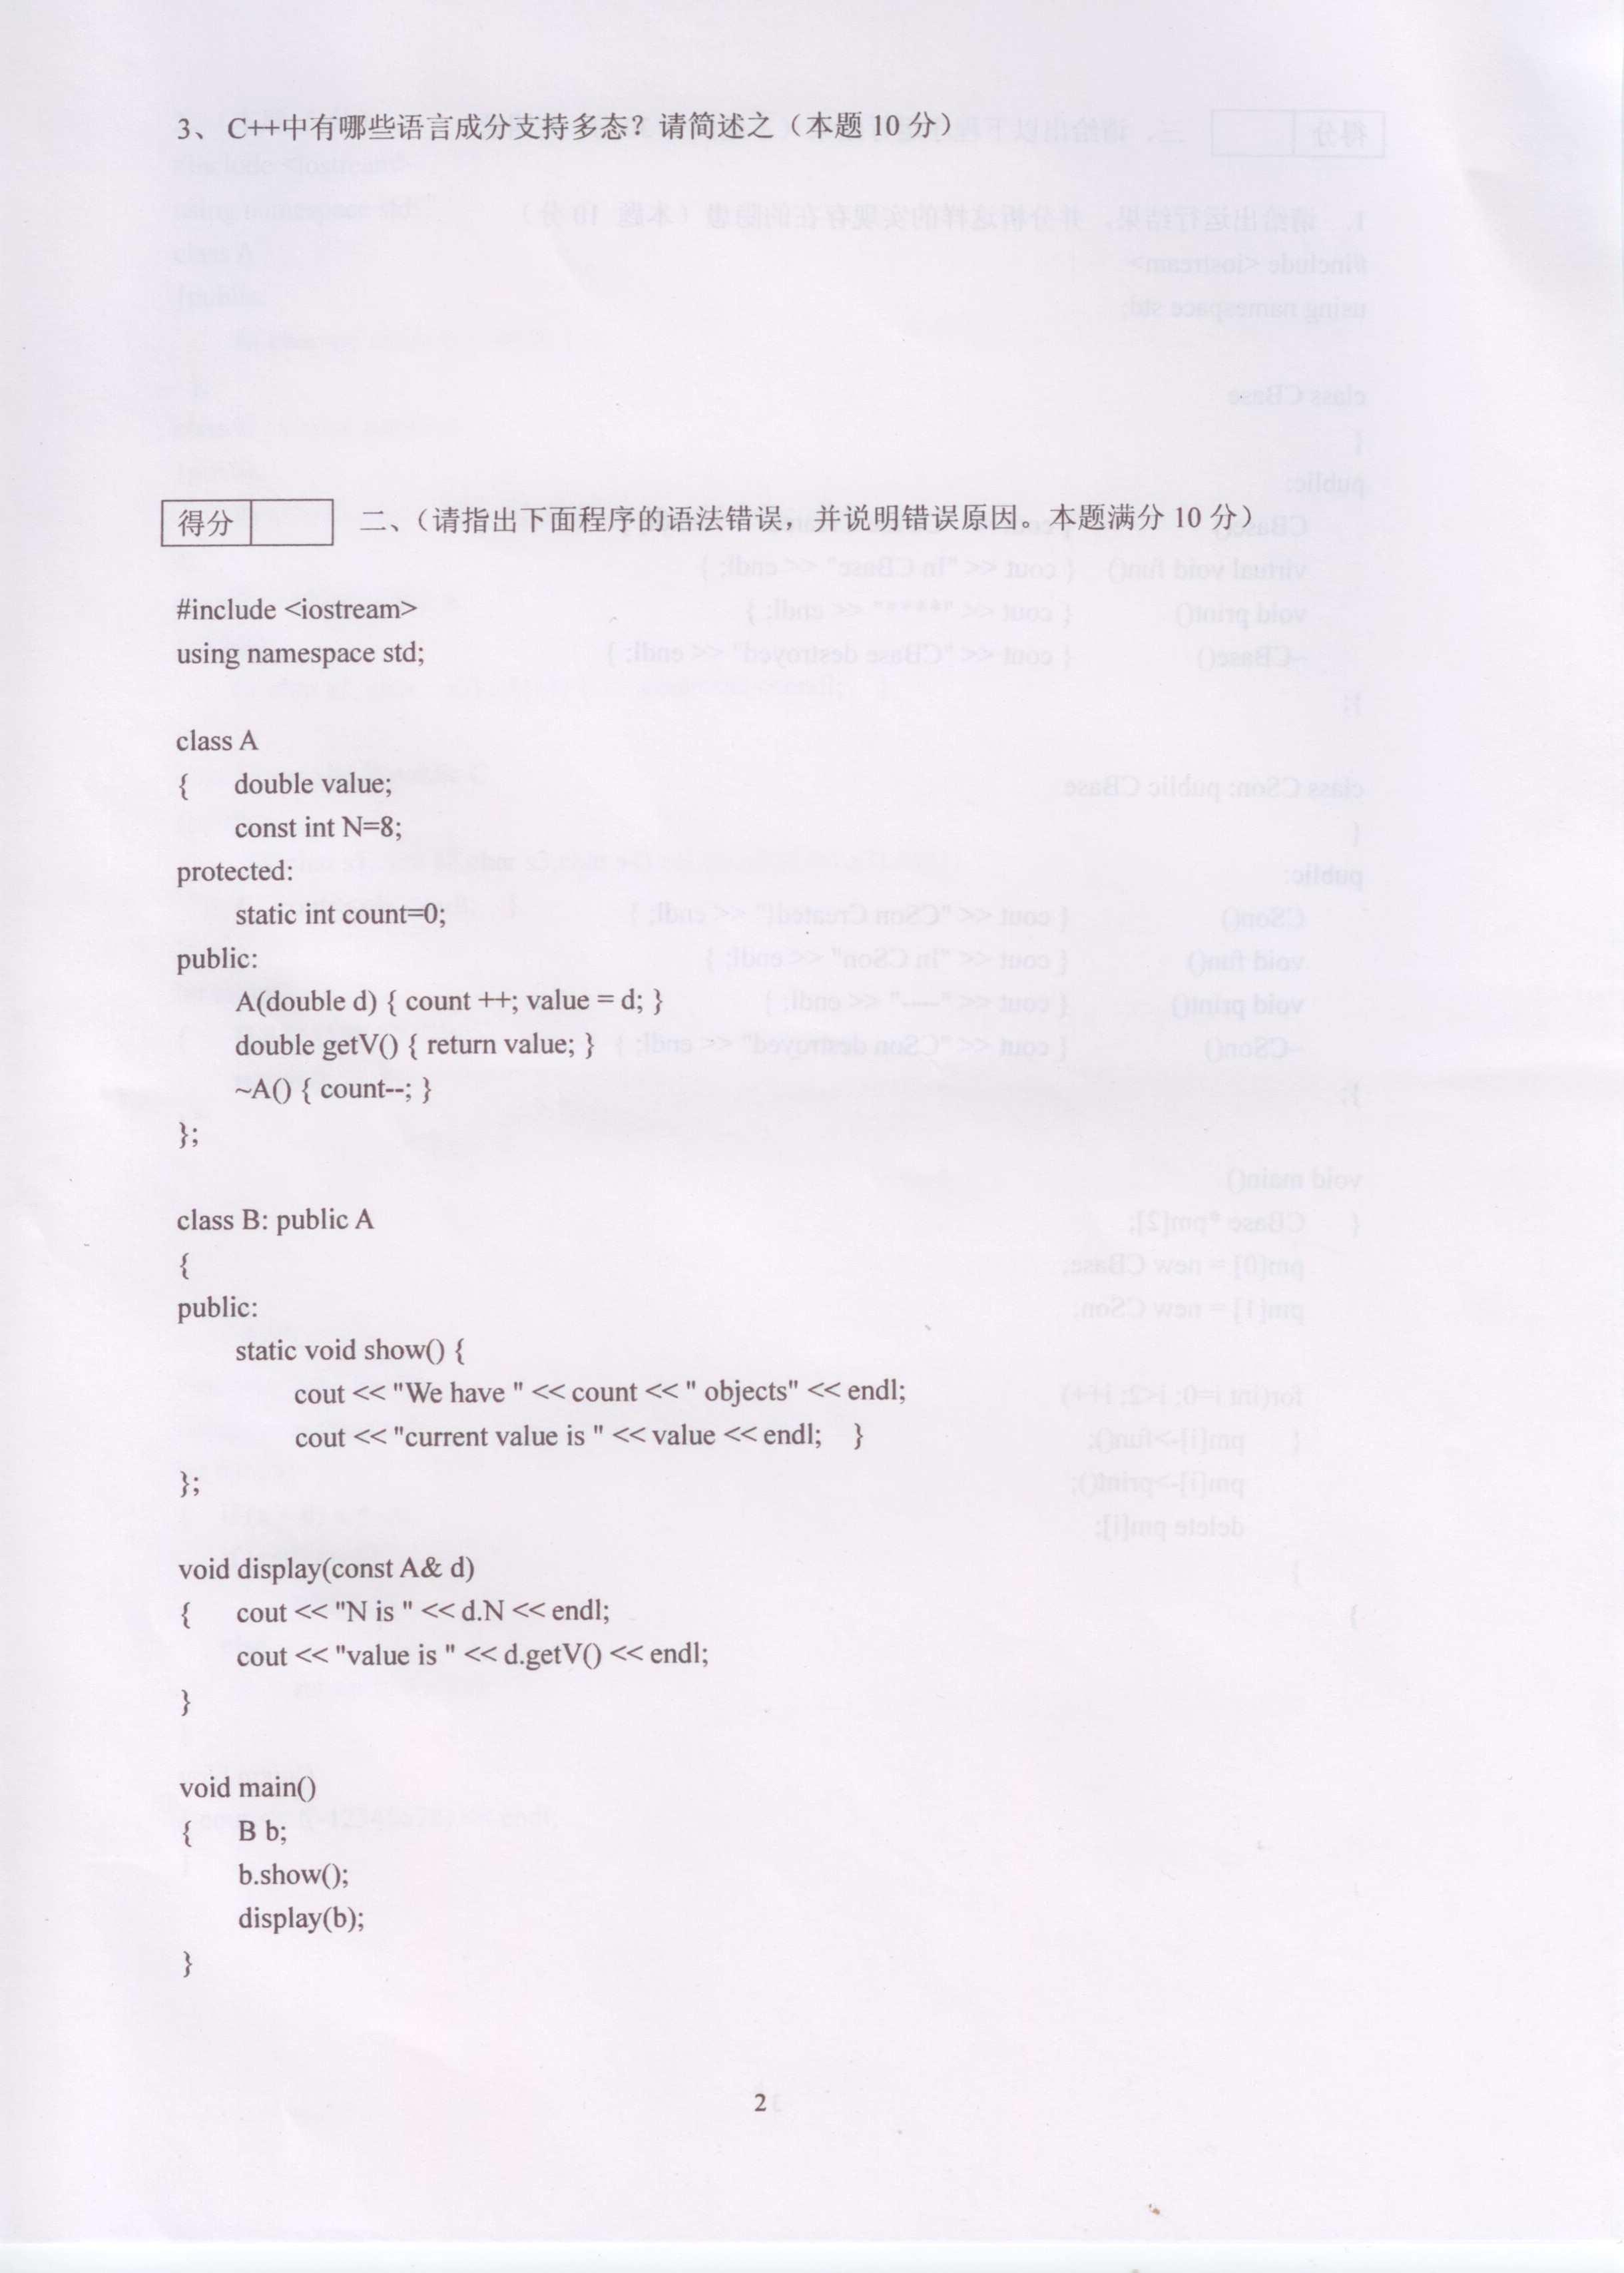 3、 C++中有哪些语言成分支持多态？请简述之（本题 10 分）
得分 二、（请指出下面程序的语法错误，并说明错误原因。本题满分 10 分）
#include <iostream>
using namespace std;
class A
{ double value;
const int N=8;
protected:
static int count=0;
public:
A(double d) { count ++; value = d; }
double getV() { return value; }
~A() { count--; }
};
class B: public A
{
public:
static void show() {
cout << "We have " << count << " objects" << endl;
cout << "current value is " << value << endl; }
};
void display(const A& d)
{ cout << "N is " << d.N << endl;
cout << "value is " << d.getV() << endl;
}
void main()
{ B b;
b.show();
display(b);
}
2